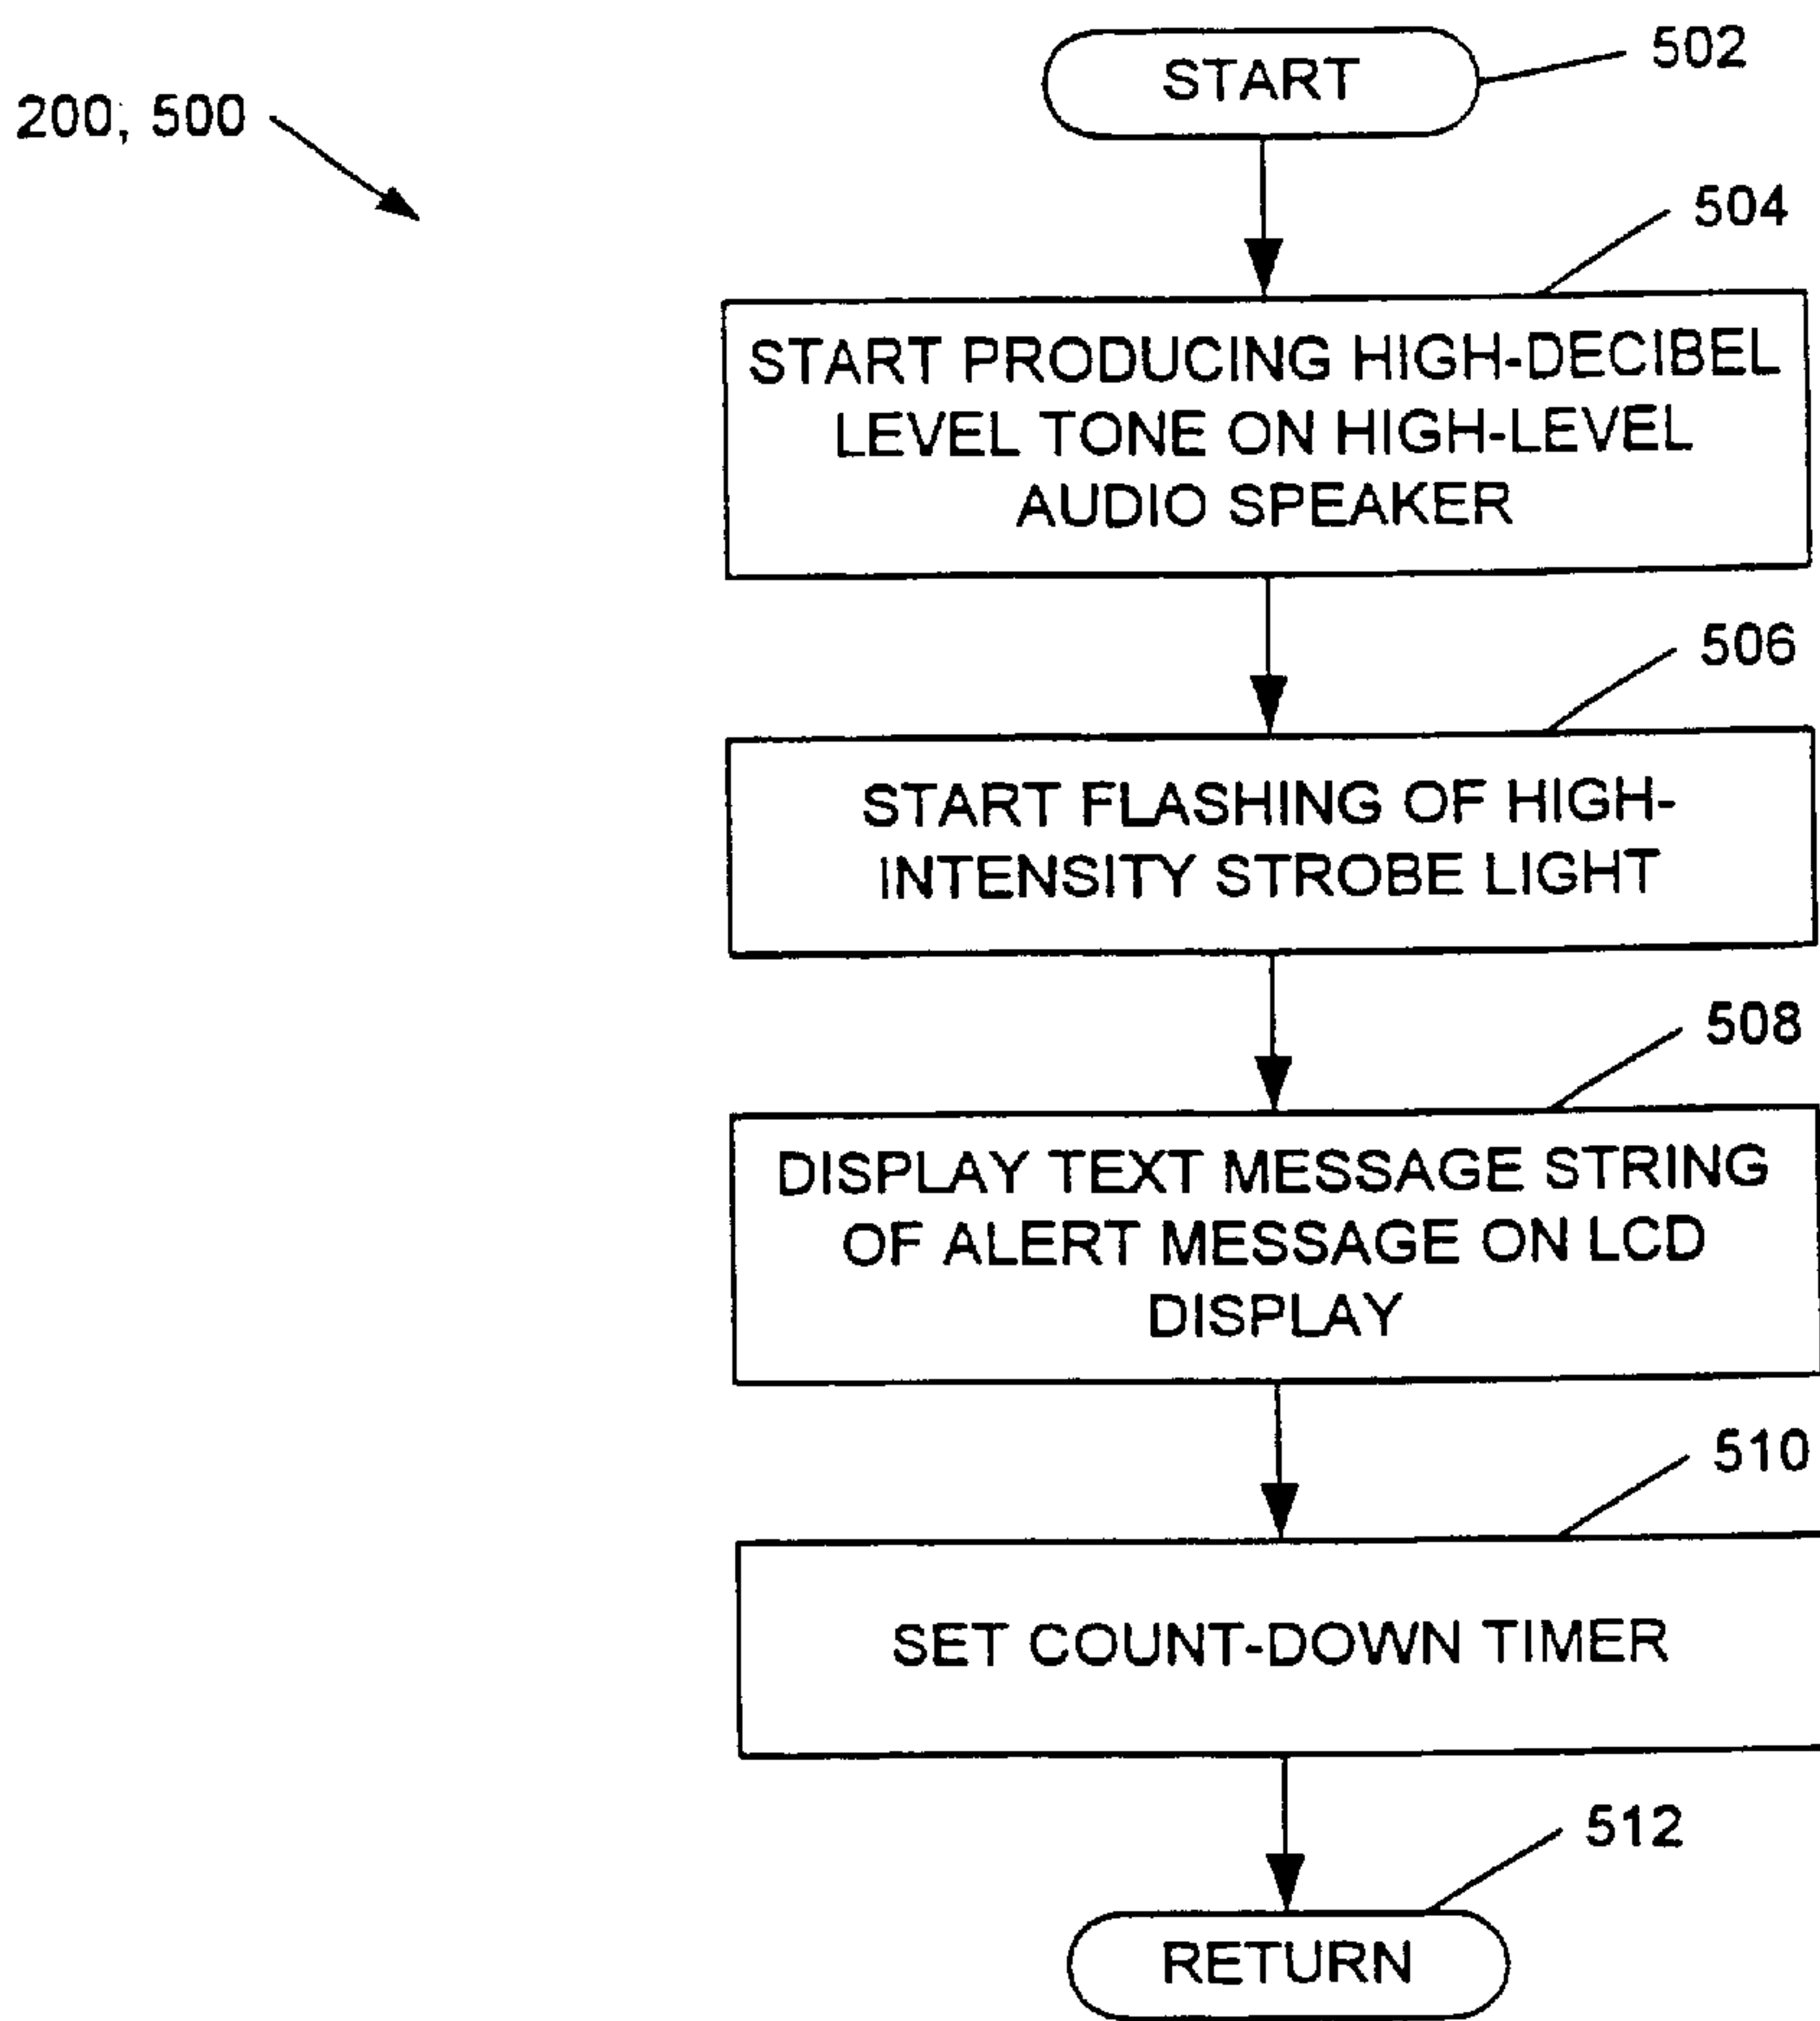 START
502
200, 500
504
START PRODUCING HIGH-DECIBEL
LEVEL TONE ON HIGH-LEVEL
AUDIO SPEAKER
506
START FLASHING OF HIGH-
INTENSITY STROBE LIGHT
508
DISPLAY TEXT MESSAGE STRING
OF ALERT MESSAGE ON LCD
DISPLAY
510
SET COUNT-DOWN TIMER
512
RETURN